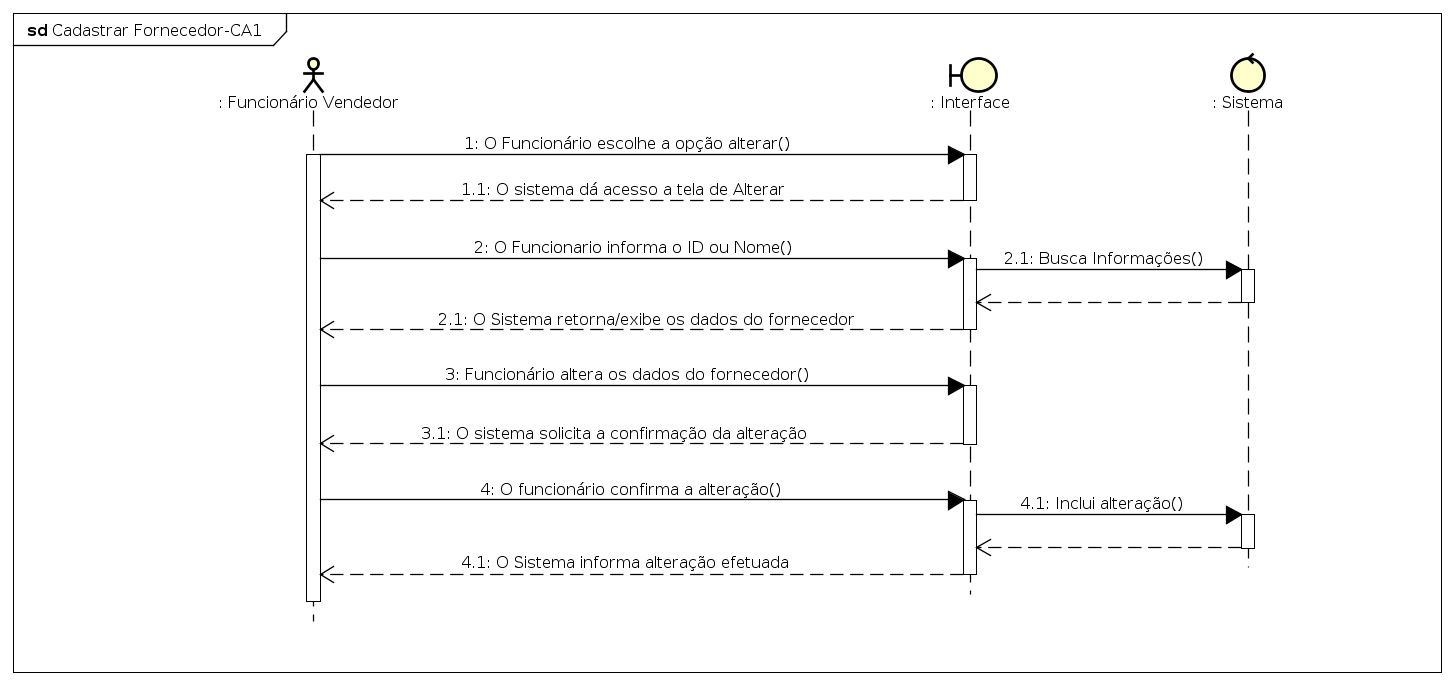 sd Cadastrar Fornecedor-CA1
: Funcionário Vendedor
: Interface
: Sistema
1: O Funcionário escolhe a opção alterar()
1.1: O sistema dá acesso a tela de Alterar
2: O Funcionario informa o ID ou Nome()
2.1: Busca Informações()
2.1: O Sistema retorna/exibe os dados do fornecedor
3: Funcionário altera os dados do fornecedor()
3.1: O sistema solicita a confirmação da alteração
4: O funcionário confirma a alteração()
4.1: Inclui alteração()
4.1: O Sistema informa alteração efetuada